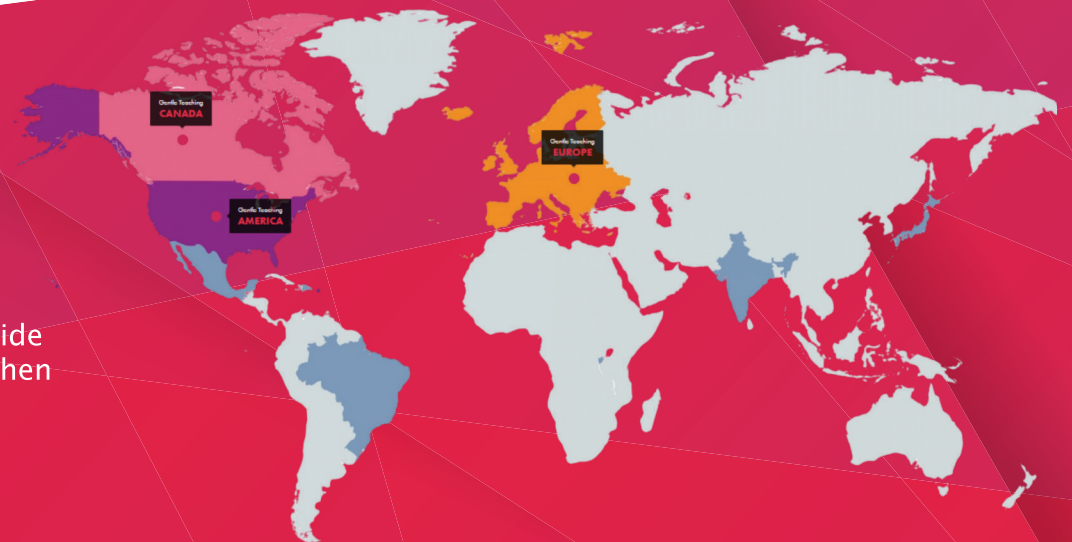 Gentle Teaching
CANADA
Gentle Teaching
EUROPE
Gentle Teaching
AMERICA
ide
hen